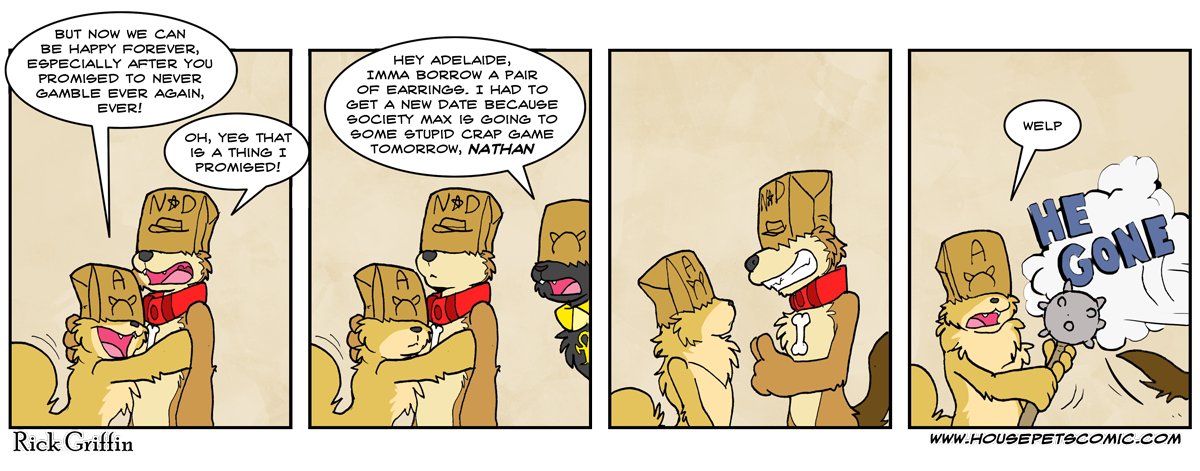 BUT NOW WE CAN
BE HAPPY FOREVER,
ESPECIALLY AFTER YOU
PROMISED TO NEVER
GAMBLE EVER AGAIN,
EVER!
OH, YES THAT
IS A THING I
PROMISED!
N☆D
A
HEY ADELAIDE,
IMMA BORROW A PAIR
OF EARRINGS. I HAD TO
GET A NEW DATE BECAUSE
SOCIETY MAX IS GOING TO
SOME STUPID CRAP GAME
TOMORROW, NATHAN
N☆D
A
N☆D
A
WELP
HE
GONE
A
Rick Griffin
WWW.HOUSEPETSCOMIC.COM